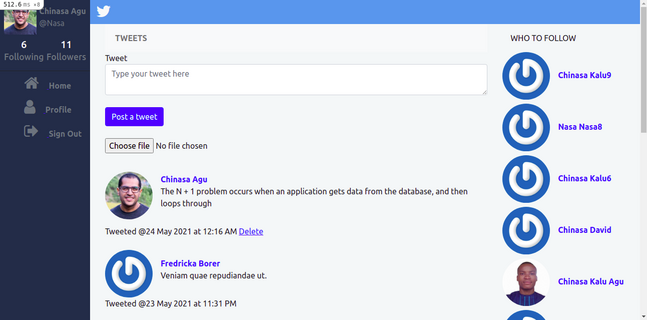 512.6 ms ×8
Chinasa Agu
@Nasa
6 11
Following Followers
Home
Profile
Sign Out
TWEETS
Tweet
Type your tweet here
Post a tweet
Choose file No file chosen
Chinasa Agu
The N + 1 problem occurs when an application gets data from the database, and then
loops through
Tweeted @24 May 2021 at 12:16 AM Delete
Fredricka Borer
Veniam quae repudiandae ut.
Tweeted @23 May 2021 at 11:31 PM
WHO TO FOLLOW
Chinasa Kalu9
Nasa Nasa8
Chinasa Kalu6
Chinasa David
Chinasa Kalu Agu